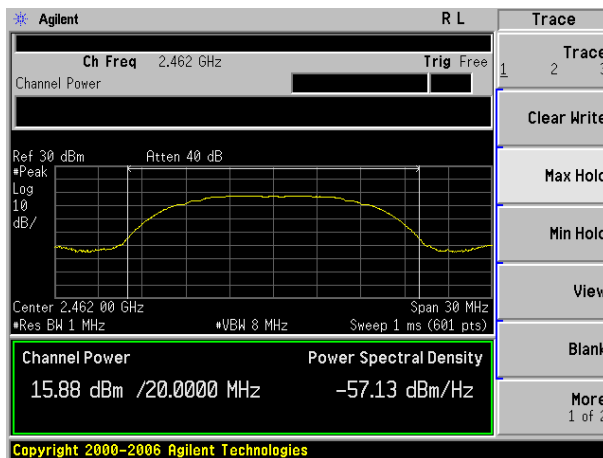 Agilent R L Trace
Ch Freq 2.462 GHz Trig Free
Channel Power
Trace
1 2 3
Clear Write
Ref 30 dBm Atten 40 dB
#Peak
Log
10
dB/
Max Hold
Min Hold
View
Center 2.462 00 GHz Span 30 MHz
#Res BW 1 MHz #VBW 8 MHz Sweep 1 ms (601 pts)
Channel Power Power Spectral Density
15.88 dBm /20.0000 MHz -57.13 dBm/Hz
Blank
More
1 of 2
Copyright 2000-2006 Agilent Technologies